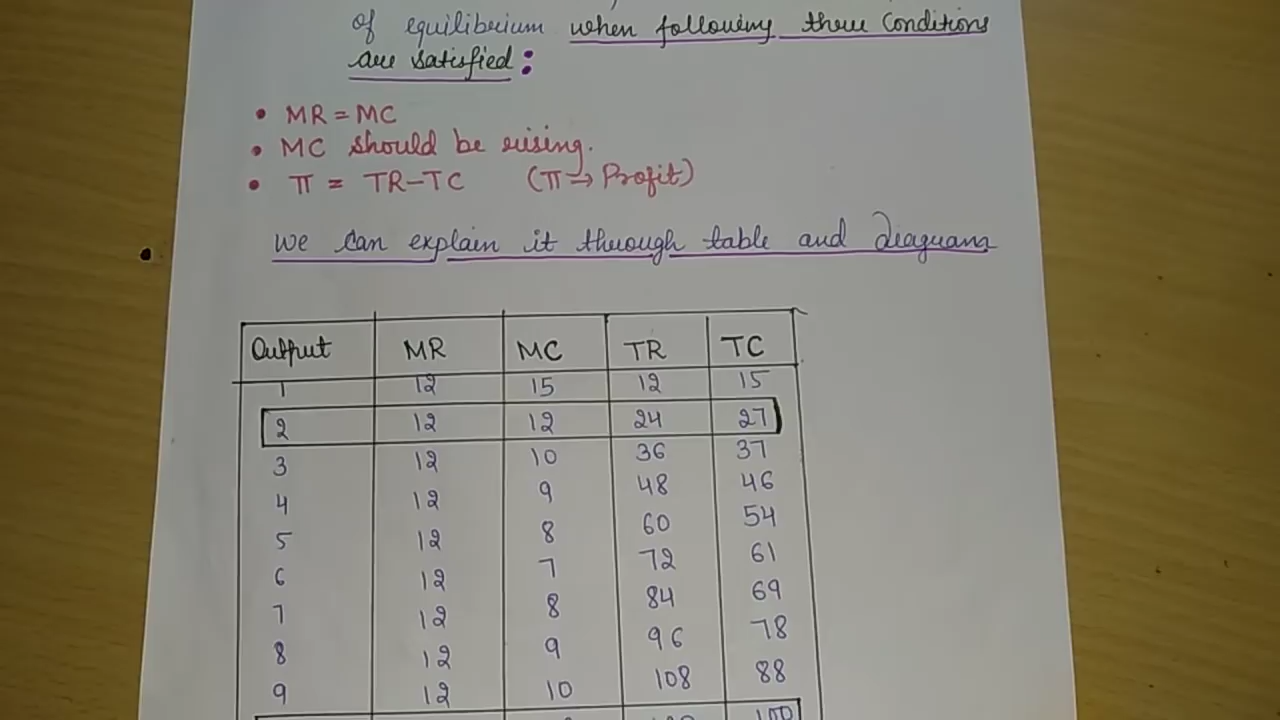 of equilibrium when following three conditions
are satisfied:
• MR = MC
• MC should be rising.
• π = TR-TC (π → Profit)
we can explain it through table and diagrams
Output MR MC TR TC
1 12 15 12 15
2 12 12 24 27
3 12 10 36 37
4 12 9 48 46
5 12 8 60 54
6 12 7 72 61
7 12 8 84 69
8 12 9 96 78
9 12 10 108 88
100